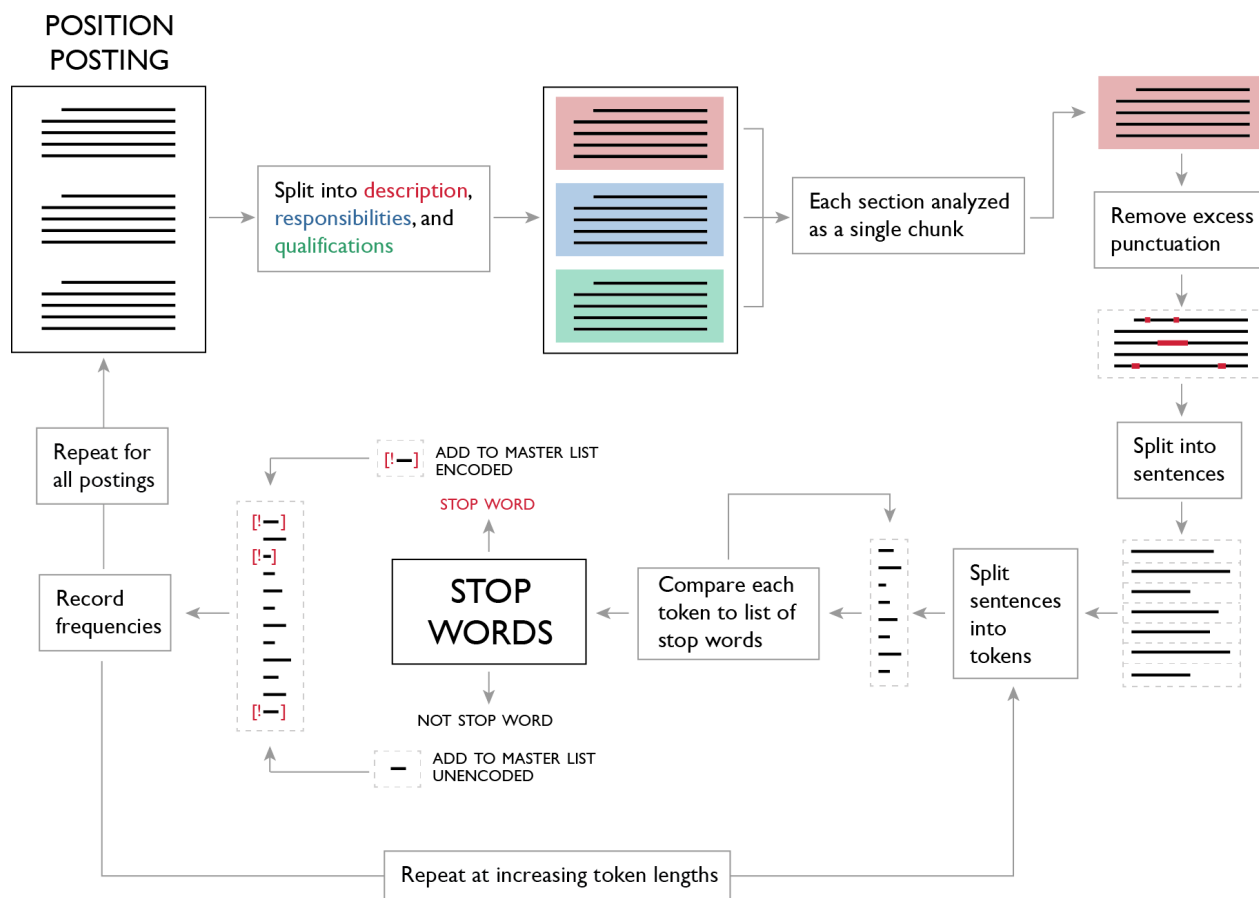 POSITION
POSTING
Split into description,
responsibilities, and
qualifications
Each section analyzed
as a single chunk
Remove excess
punctuation
Split into
sentences
Split
sentences
into
tokens
Compare each
token to list of
stop words
STOP
WORDS
STOP WORD
[!—]
ADD TO MASTER LIST
ENCODED
NOT STOP WORD
ADD TO MASTER LIST
UNENCODED
[!—]
[!-]
[!—]
Record
frequencies
Repeat for
all postings
Repeat at increasing token lengths